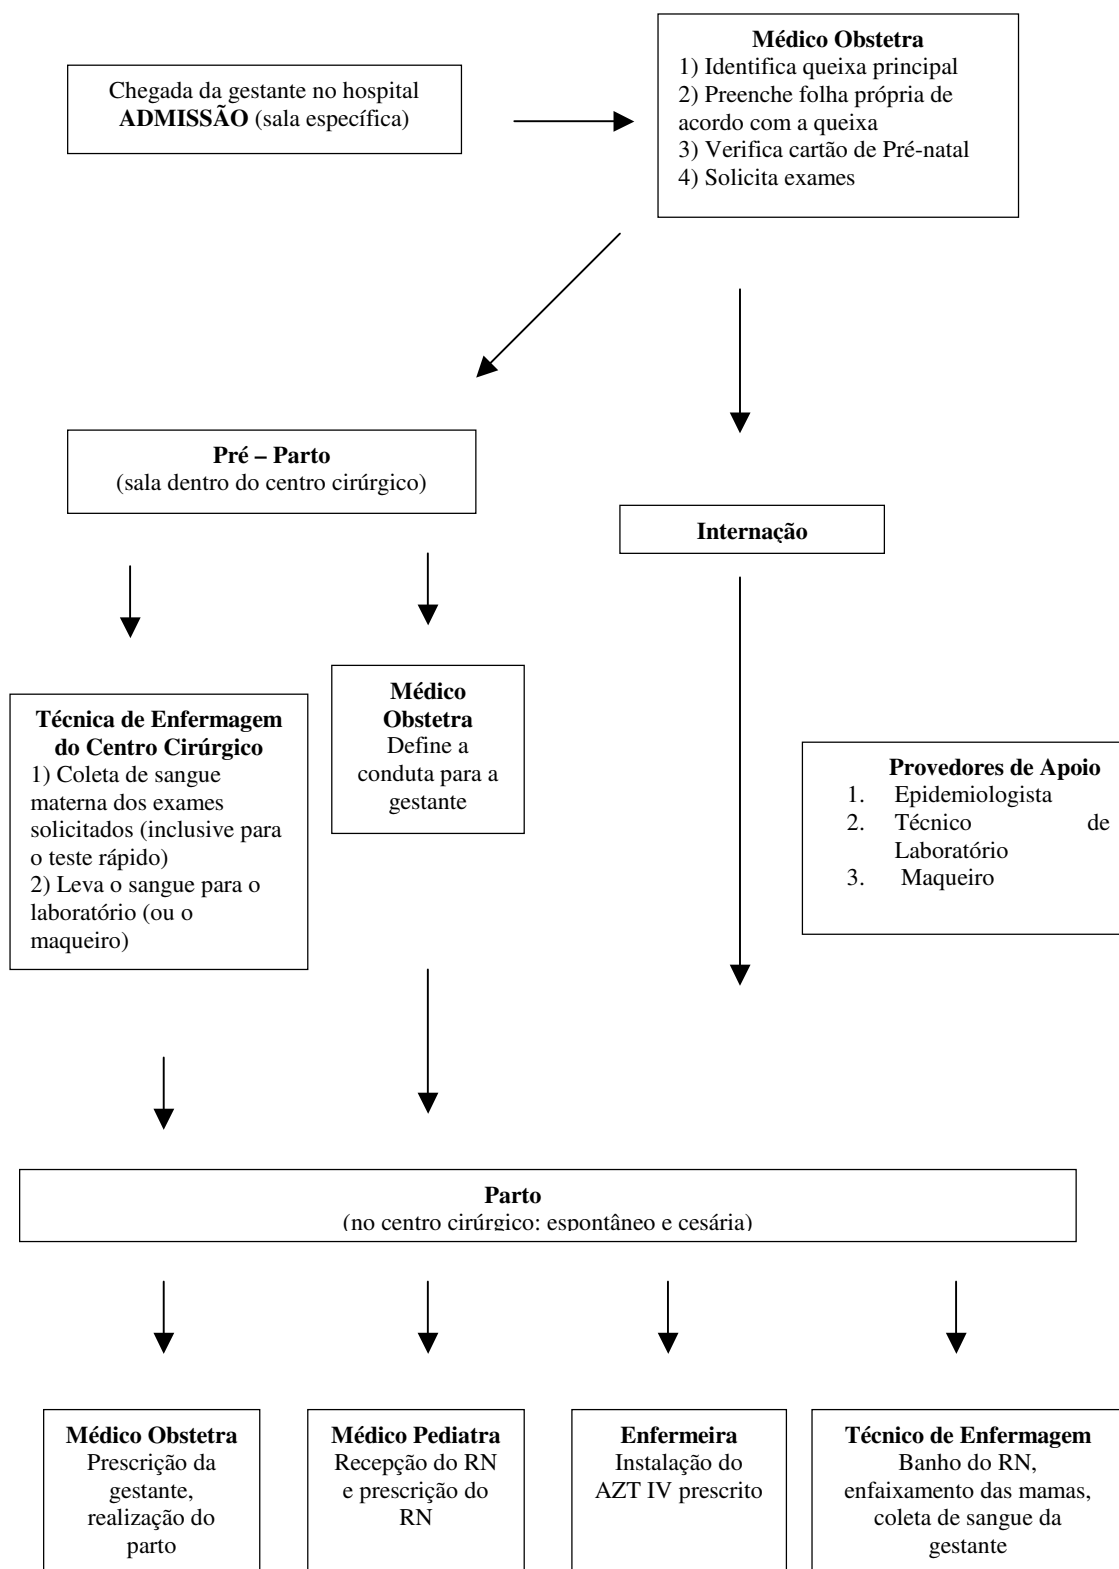 Chegada da gestante no hospital
ADMISSÃO (sala específica)
Médico Obstetra
1) Identifica queixa principal
2) Preenche folha própria de
acordo com a queixa
3) Verifica cartão de Pré-natal
4) Solicita exames
Pré – Parto
(sala dentro do centro cirúrgico)
Internação
Técnica de Enfermagem
do Centro Cirúrgico
1) Coleta de sangue
materna dos exames
solicitados (inclusive para
o teste rápido)
2) Leva o sangue para o
laboratório (ou o
maqueiro)
Médico
Obstetra
Define a
conduta para a
gestante
Provedores de Apoio
1. Epidemiologista
2. Técnico de
Laboratório
3. Maqueiro
Parto
(no centro cirúrgico: espontâneo e cesária)
Médico Obstetra
Prescrição da
gestante,
realização do
parto
Médico Pediatra
Recepção do RN
e prescrição do
RN
Enfermeira
Instalação do
AZT IV prescrito
Técnico de Enfermagem
Banho do RN,
enfaixamento das mamas,
coleta de sangue da
gestante